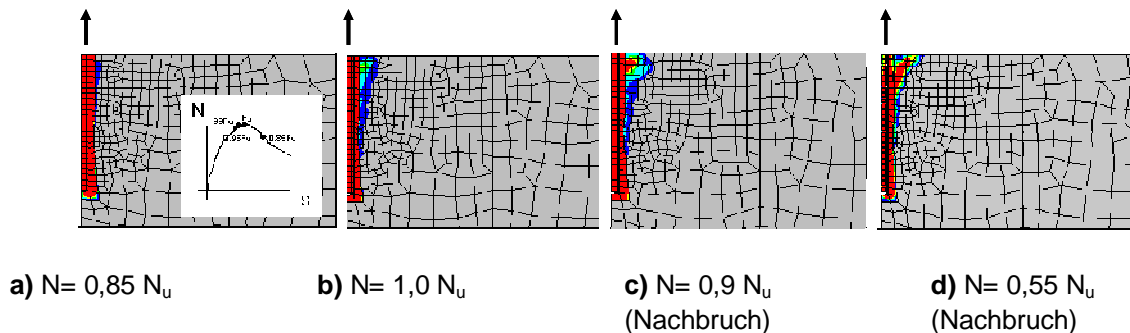 N
a) N= 0,85 Nu
b) N= 1,0 Nu
c) N= 0,9 Nu
(Nachbruch)
d) N= 0,55 Nu
(Nachbruch)